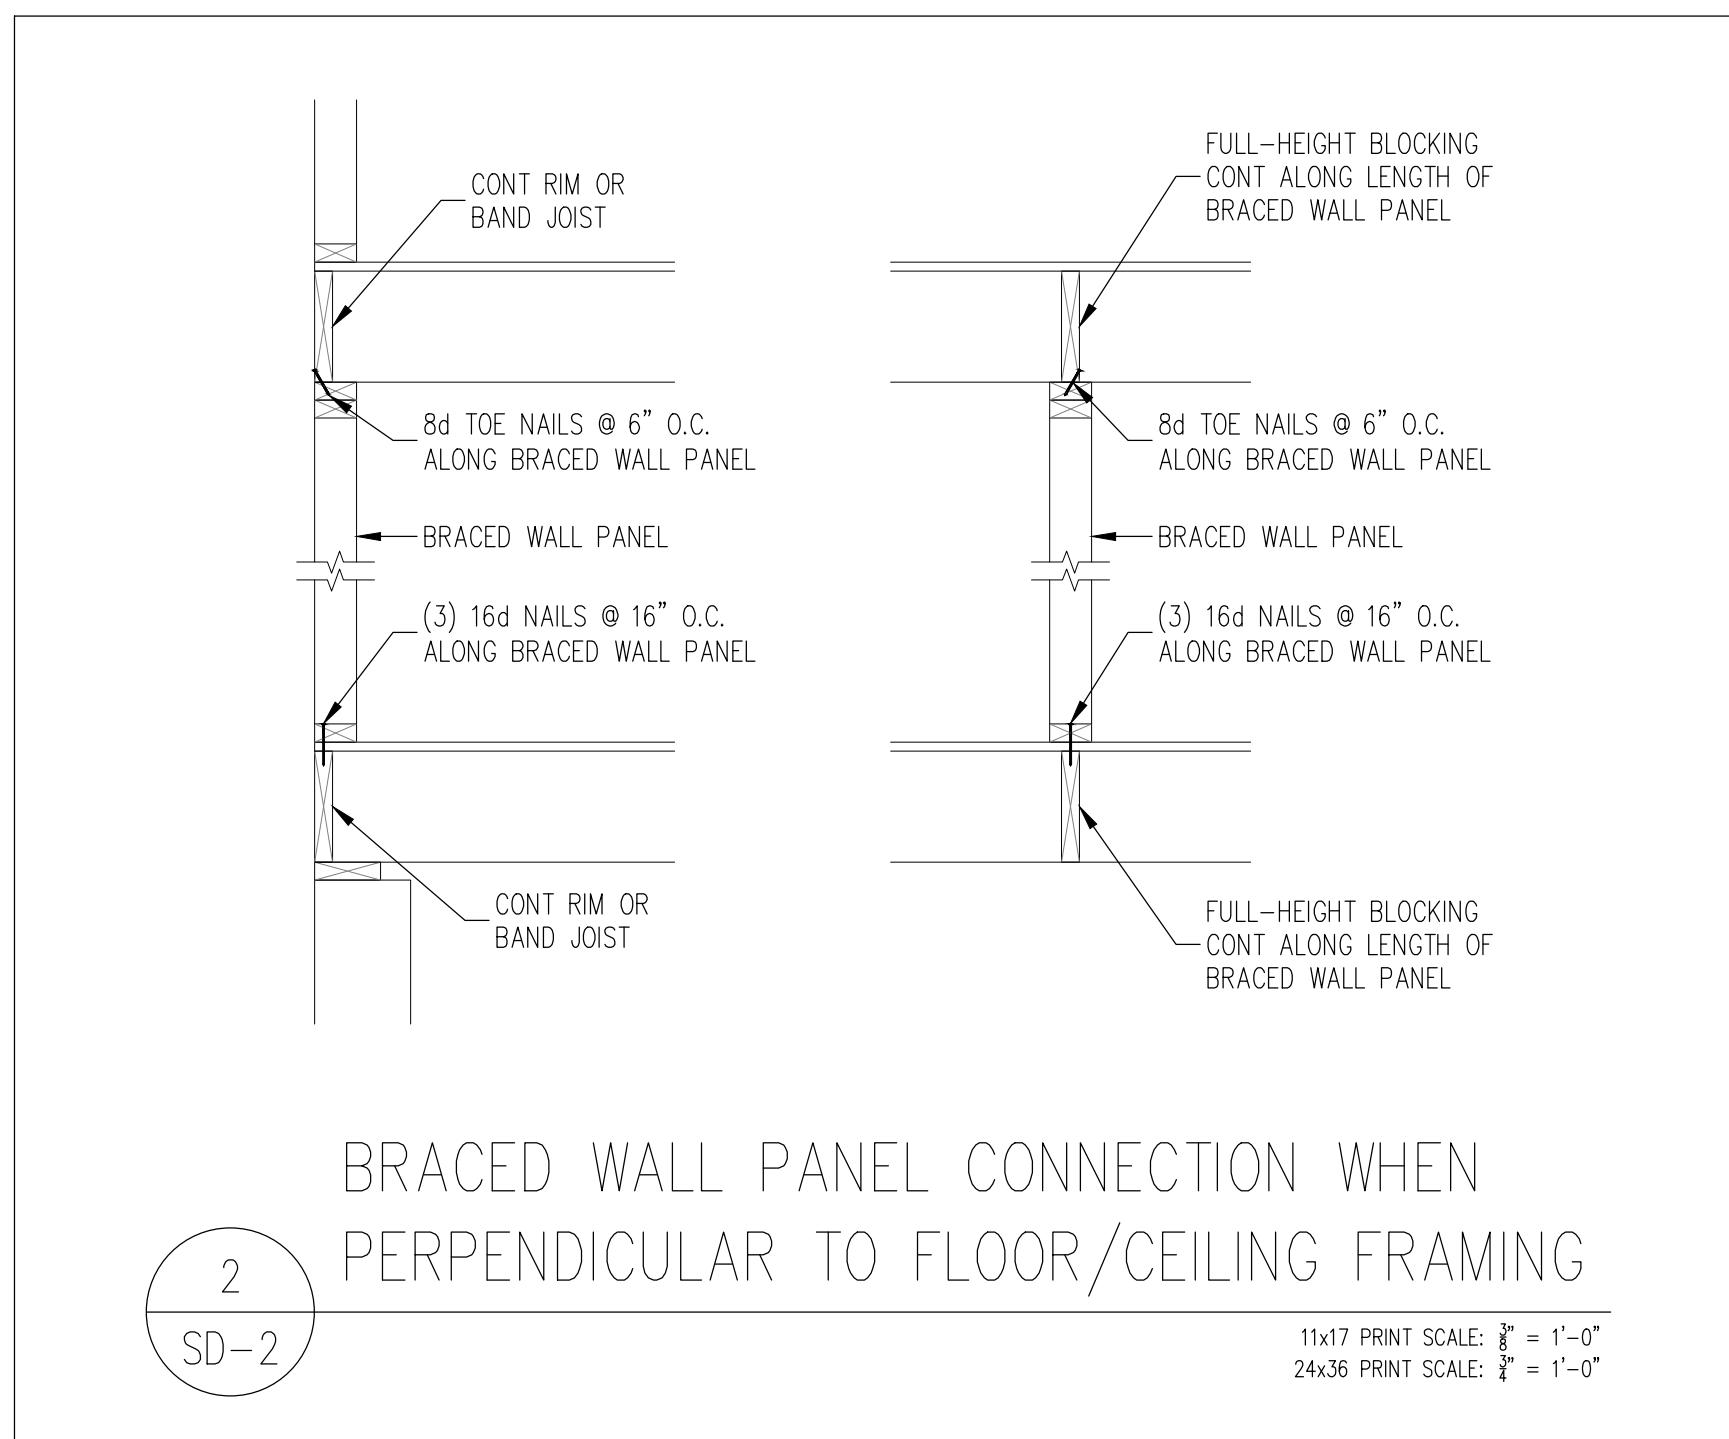 CONT RIM OR
BAND JOIST
FULL-HEIGHT BLOCKING
CONT ALONG LENGTH OF
BRACED WALL PANEL
8d TOE NAILS @ 6" O.C.
ALONG BRACED WALL PANEL
8d TOE NAILS @ 6" O.C.
ALONG BRACED WALL PANEL
BRACED WALL PANEL
BRACED WALL PANEL
(3) 16d NAILS @ 16" O.C.
ALONG BRACED WALL PANEL
(3) 16d NAILS @ 16" O.C.
ALONG BRACED WALL PANEL
CONT RIM OR
BAND JOIST
FULL-HEIGHT BLOCKING
CONT ALONG LENGTH OF
BRACED WALL PANEL
BRACED WALL PANEL CONNECTION WHEN
PERPENDICULAR TO FLOOR/CEILING FRAMING
2
SD-2
11x17 PRINT SCALE: 3/8" = 1'-0"
24x36 PRINT SCALE: 3/4" = 1'-0"